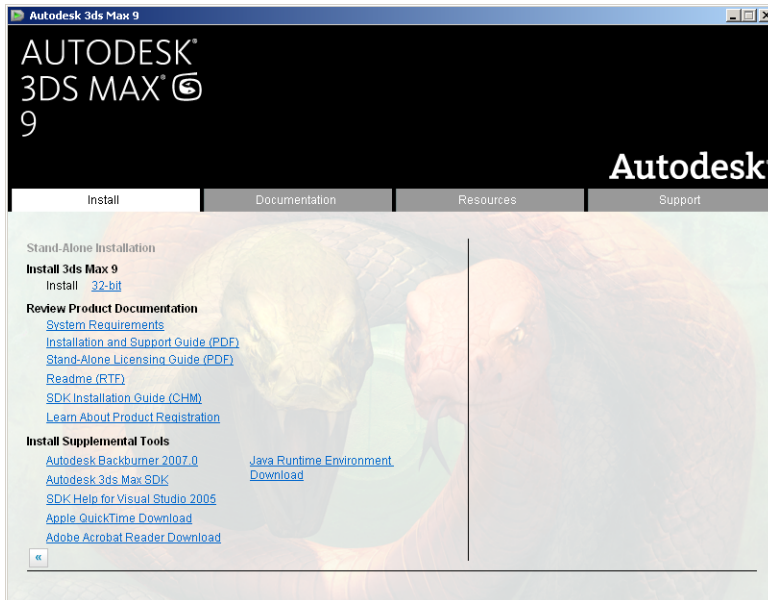 Autodesk 3ds Max 9
AUTODESK®
3DS MAX®
9
Autodesk
Install
Documentation
Resources
Support
Stand-Alone Installation
Install 3ds Max 9
Install 32-bit
Review Product Documentation
System Requirements
Installation and Support Guide (PDF)
Stand-Alone Licensing Guide (PDF)
Readme (RTF)
SDK Installation Guide (CHM)
Learn About Product Registration
Install Supplemental Tools
Autodesk Backburner 2007.0
Autodesk 3ds Max SDK
SDK Help for Visual Studio 2005
Apple QuickTime Download
Adobe Acrobat Reader Download
Java Runtime Environment
Download
«